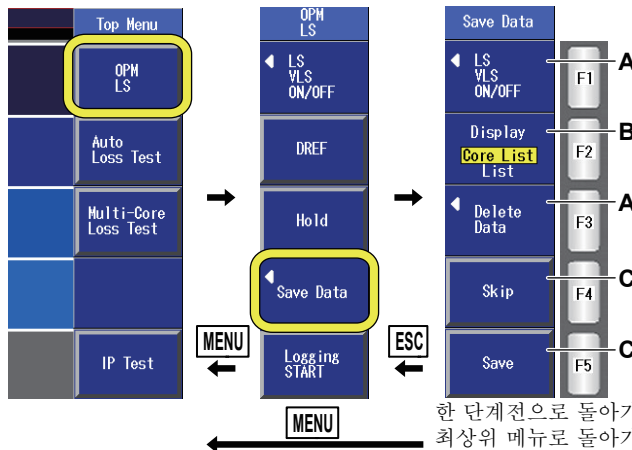 Top Menu
OPM
LS
Auto
Loss Test
Multi-Core
Loss Test
IP Test
OPM
LS
LS
VLS
ON/OFF
DREF
Hold
Save Data
Logging
START
Save Data
LS
VLS
ON/OFF
Display
Core List
List
Delete
Data
Skip
Save
F1
F2
F3
F4
F5
A
B
A
C
C
MENU
ESC
MENU
한 단계전으로 돌아가
최상위 메뉴로 돌아가